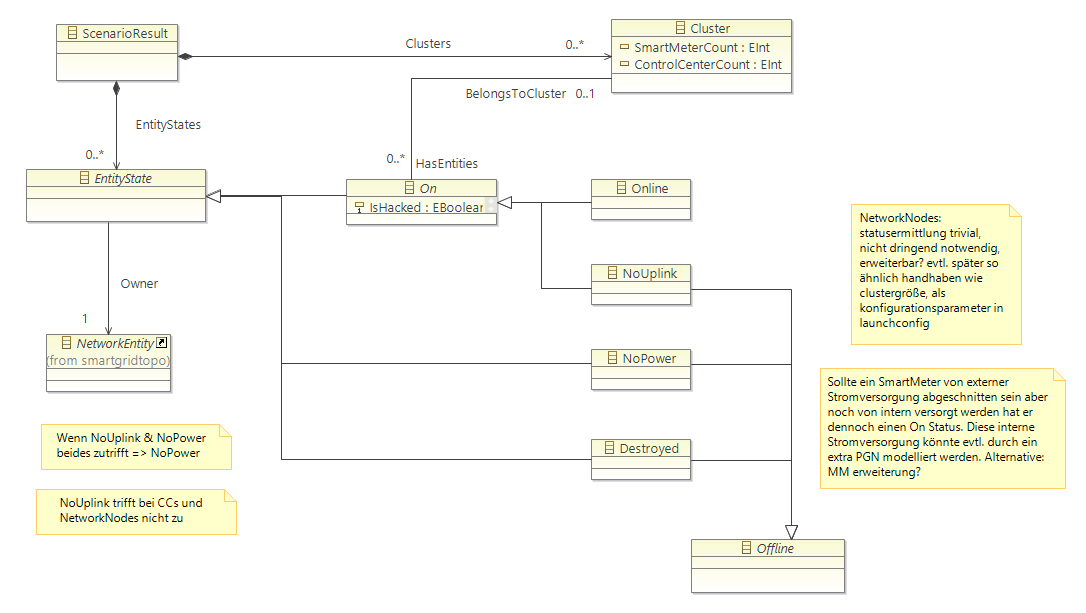 ScenarioResult
Cluster
SmartMeterCount : EInt
ControlCenterCount : EInt
Clusters
0..*
BelongsToCluster 0..1
EntityStates
0..*
0..* HasEntities
EntityState
On
IsHacked : EBoolean
Online
NoUplink
NoPower
Destroyed
Offline
Owner
1
NetworkEntity
(from smartgridtopo)
NetworkNodes:
statusermittlung trivial,
nicht dringend notwendig,
erweiterbar? evtl. später so
ähnlich handhaben wie
clustergröße, als
konfigurationsparameter in
launchconfig
Sollte ein SmartMeter von externer
Stromversorgung abgeschnitten sein aber
noch von intern versorgt werden hat er
dennoch einen On Status. Diese interne
Stromversorgung könnte evtl. durch ein
extra PGN modelliert werden. Alternative:
MM erweiterung?
Wenn NoUplink & NoPower
beides zutrifft => NoPower
NoUplink trifft bei CCs und
NetworkNodes nicht zu